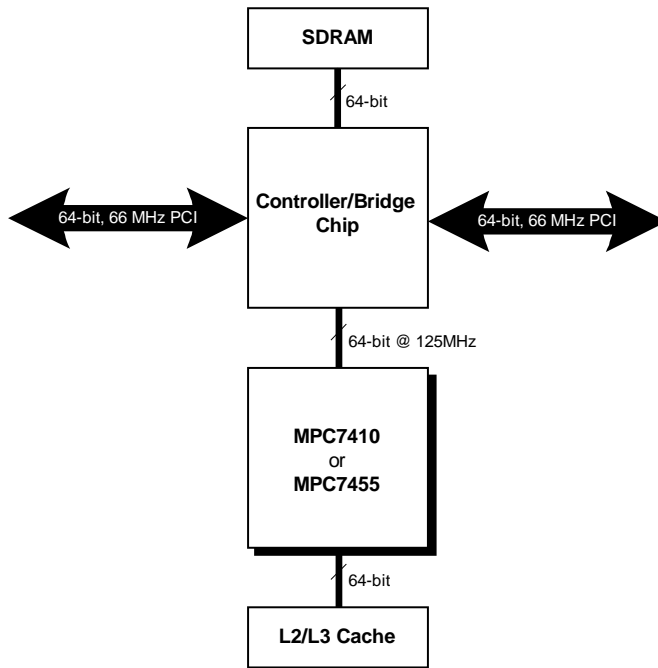 SDRAM
64-bit
Controller/Bridge
Chip
64-bit, 66 MHz PCI
64-bit, 66 MHz PCI
64-bit @ 125MHz
MPC7410
or
MPC7455
64-bit
L2/L3 Cache